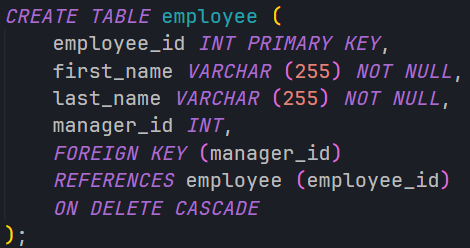 CREATE TABLE employee (
    employee_id INT PRIMARY KEY,
    first_name VARCHAR (255) NOT NULL,
    last_name VARCHAR (255) NOT NULL,
    manager_id INT,
    FOREIGN KEY (manager_id)
    REFERENCES employee (employee_id)
    ON DELETE CASCADE
);